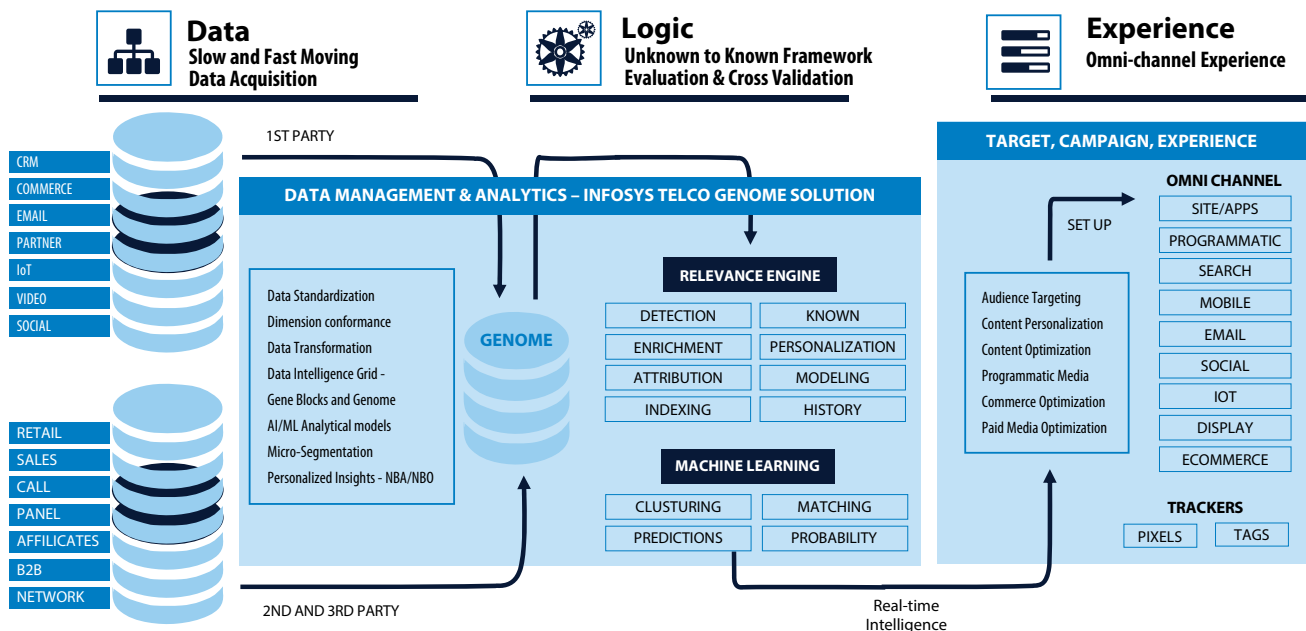 Data
Slow and Fast Moving
Data Acquisition
Logic
Unknown to Known Framework
Evaluation & Cross Validation
Experience
Omni-channel Experience
CRM
COMMERCE
EMAIL
PARTNER
IoT
VIDEO
SOCIAL
RETAIL
SALES
CALL
PANEL
AFFILICATES
B2B
NETWORK
1ST PARTY
2ND AND 3RD PARTY
DATA MANAGEMENT & ANALYTICS – INFOSYS TELCO GENOME SOLUTION
Data Standardization
Dimension conformance
Data Transformation
Data Intelligence Grid -
Gene Blocks and Genome
AI/ML Analytical models
Micro-Segmentation
Personalized Insights - NBA/NBO
GENOME
RELEVANCE ENGINE
DETECTION
KNOWN
ENRICHMENT
PERSONALIZATION
ATTRIBUTION
MODELING
INDEXING
HISTORY
MACHINE LEARNING
CLUSTURING
MATCHING
PREDICTIONS
PROBABILITY
Real-time
Intelligence
TARGET, CAMPAIGN, EXPERIENCE
Audience Targeting
Content Personalization
Content Optimization
Programmatic Media
Commerce Optimization
Paid Media Optimization
SET UP
OMNI CHANNEL
SITE/APPS
PROGRAMMATIC
SEARCH
MOBILE
EMAIL
SOCIAL
IOT
DISPLAY
ECOMMERCE
TRACKERS
PIXELS
TAGS